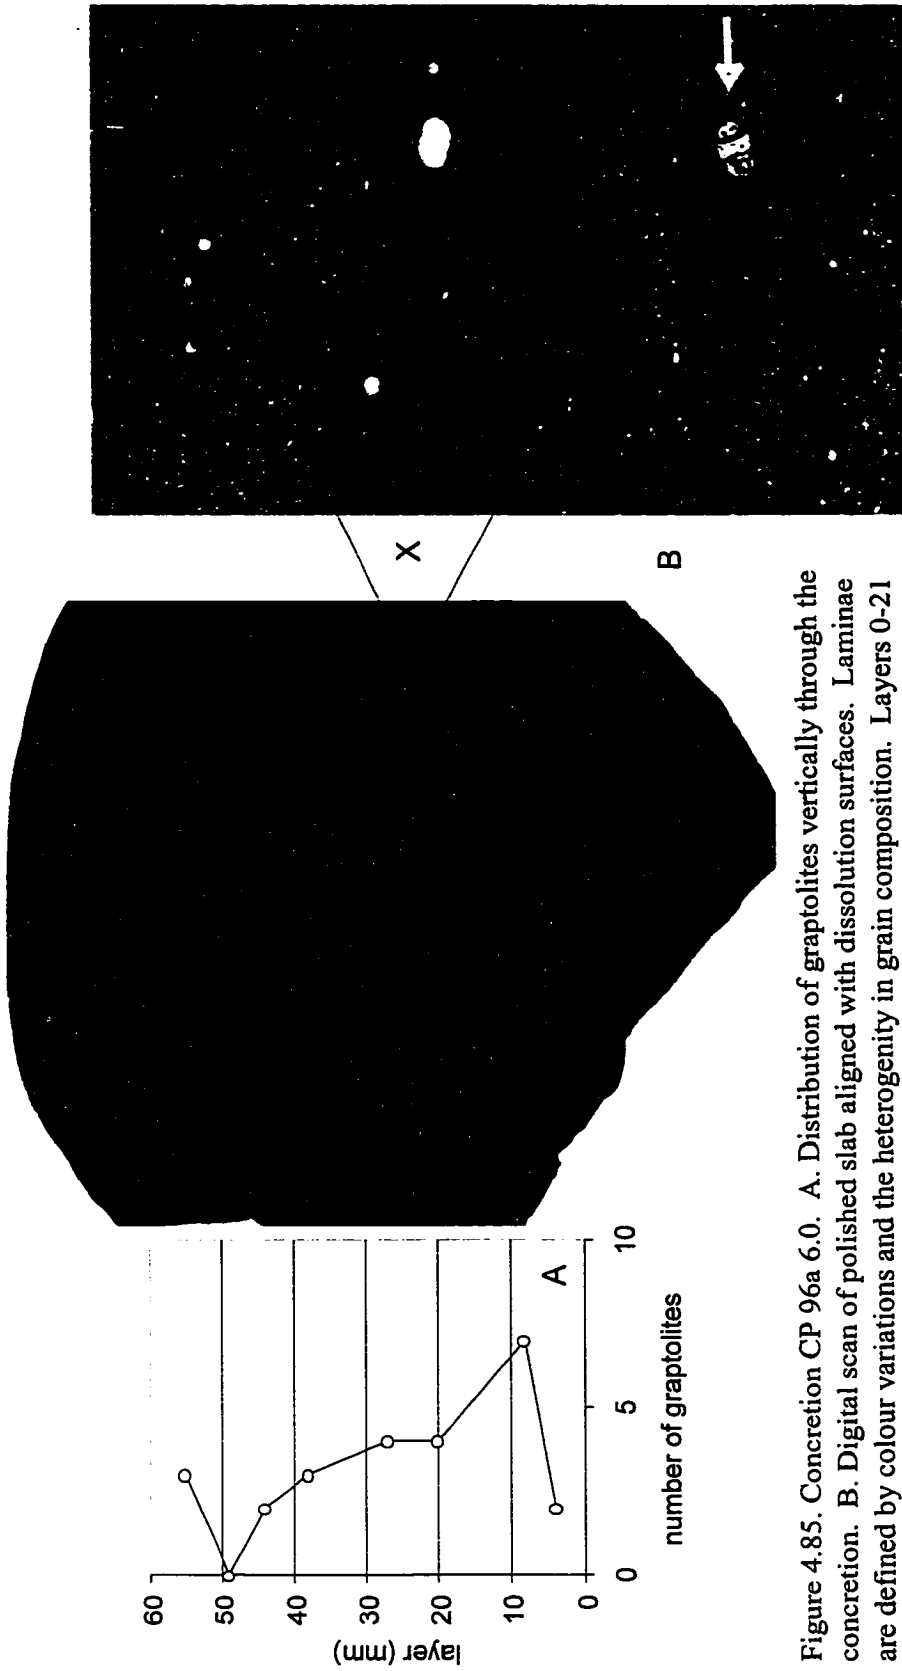 60
50
40
30
20
10
0
layer (mm)
0
5
10
number of graptolites
A
X
B
Figure 4.85. Concretion CP 96a 6.0. A. Distribution of graptolites vertically through the
concretion. B. Digital scan of polished slab aligned with dissolution surfaces. Laminae
are defined by colour variations and the heterogenity in grain composition. Layers 0-21